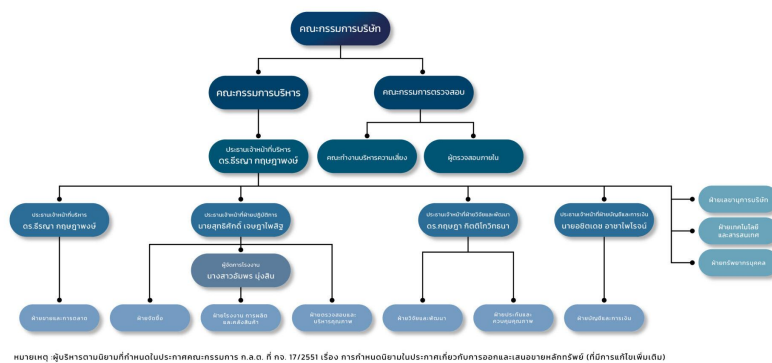 คณะกรรมการบริษัท
คณะกรรมการบริหาร
คณะกรรมการตรวจสอบ
ประธานเจ้าหน้าที่บริหาร
ดร.ธีรญา กฤษฎาพงษ์
คณะทำงานบริหารความเสี่ยง
ผู้ตรวจสอบภายใน
ฝ่ายเลขานุการบริษัท
ฝ่ายเทคโนโลยี
และสารสนเทศ
ฝ่ายทรัพยากรบุคคล
ประธานเจ้าหน้าที่บริหาร
ดร.ธีรญา กฤษฎาพงษ์
ประธานเจ้าหน้าที่ฝ่ายปฏิบัติการ
นายสุทธิศักดิ์ เจษฎาไพสิฐ
ประธานเจ้าหน้าที่ฝ่ายวิจัยและพัฒนา
ดร.กฤษฎา กิตติโกวิทธนา
ประธานเจ้าหน้าที่ฝ่ายบัญชีและการเงิน
นายอธิตเดช อาชาไพโรจน์
ผู้จัดการโรงงาน
นางสาวอัมพร มุ่งสิบ
ฝ่ายขายและการตลาด
ฝ่ายจัดซื้อ
ฝ่ายโรงงาน การผลิต
และคลังสินค้า
ฝ่ายตรวจสอบและ
บริหารคุณภาพ
ฝ่ายวิจัยและพัฒนา
ฝ่ายประกันและ
ควบคุมคุณภาพ
ฝ่ายบัญชีและการเงิน
หมายเหตุ :ผู้บริหารตามนิยามที่กำหนดในประกาศคณะกรรมการ ก.ล.ต. ที่ กจ. 17/2551 เรื่อง การกำหนดนิยามในประกาศเกี่ยวกับการออกและเสนอขายหลักทรัพย์ (ที่มีการแก้ไขเพิ่มเติม)